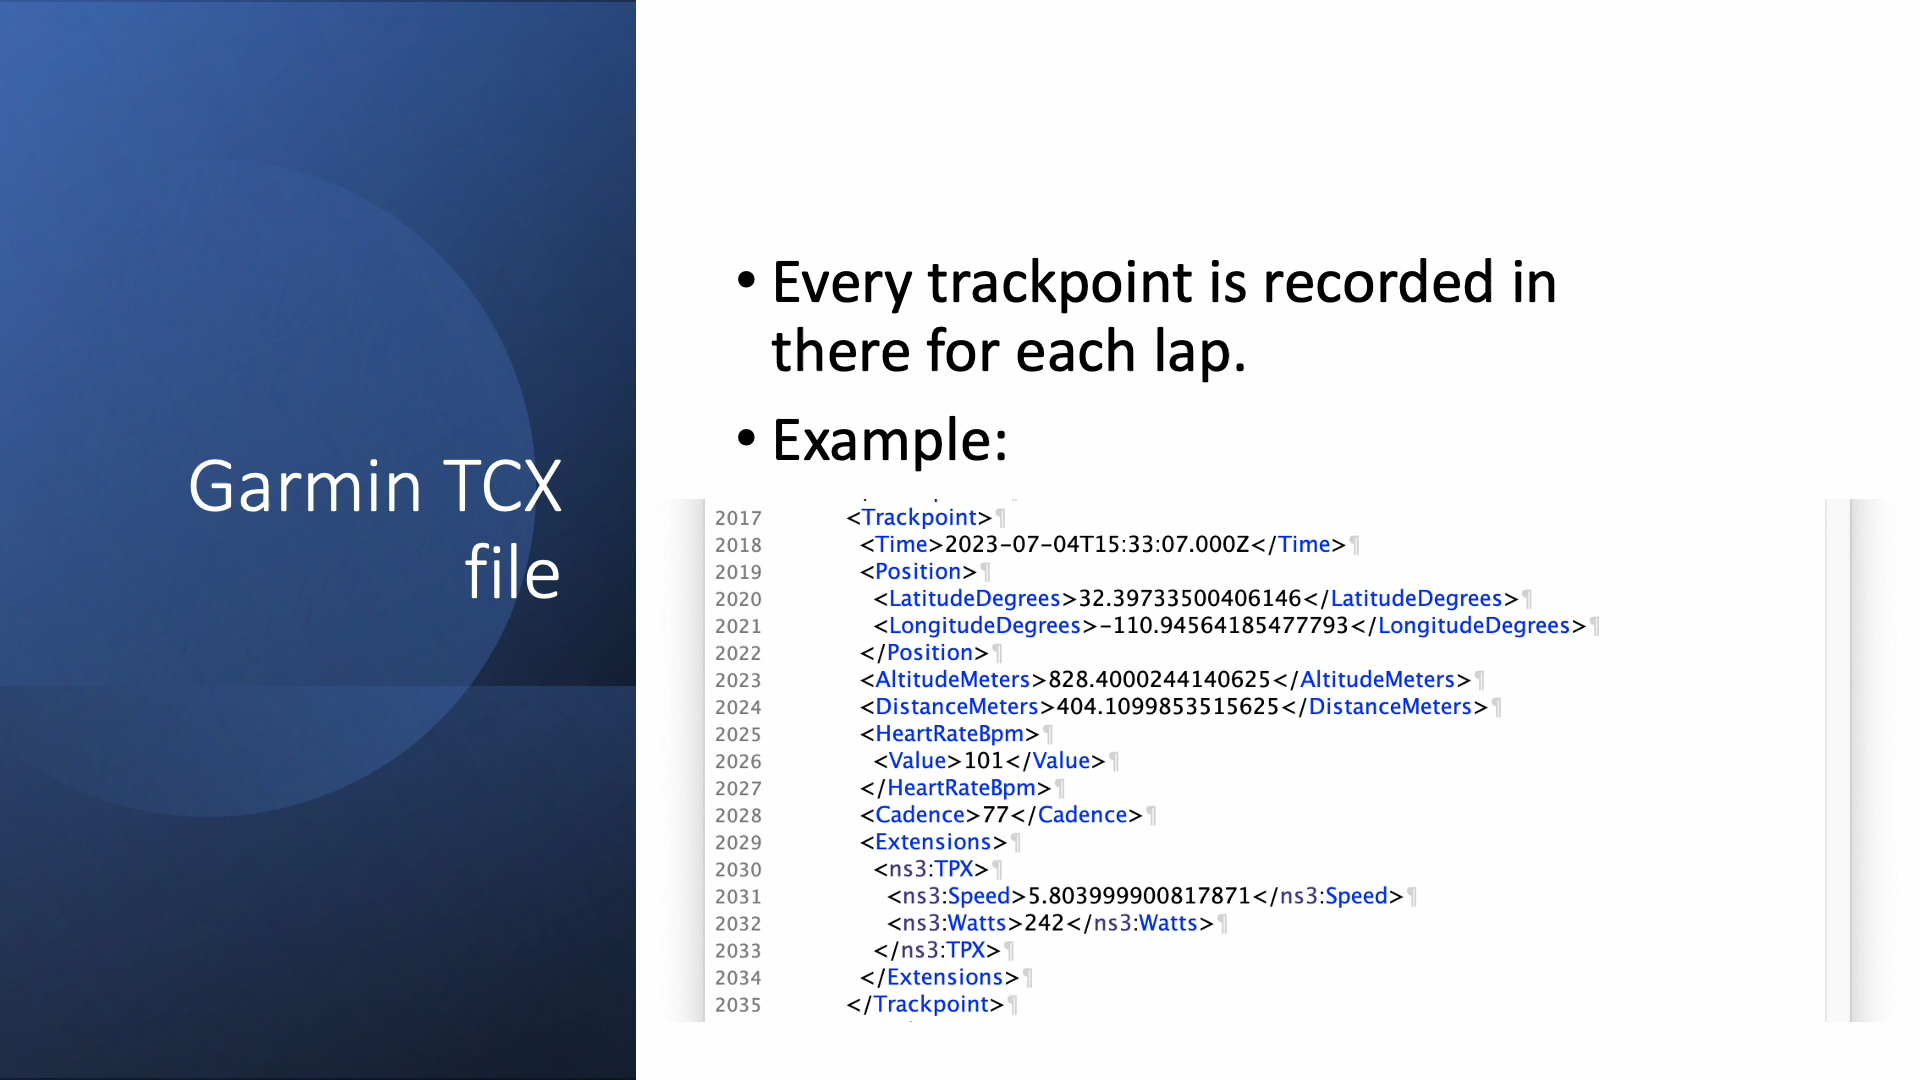 Garmin TCX
file
• Every trackpoint is recorded in
there for each lap.
• Example:
2017 <Trackpoint>¶
2018 <Time>2023-07-04T15:33:07.000Z</Time>¶
2019 <Position>¶
2020 <LatitudeDegrees>32.39733500406146</LatitudeDegrees>¶
2021 <LongitudeDegrees>-110.94564185477793</LongitudeDegrees>¶
2022 </Position>¶
2023 <AltitudeMeters>828.4000244140625</AltitudeMeters>¶
2024 <DistanceMeters>404.1099853515625</DistanceMeters>¶
2025 <HeartRateBpm>¶
2026 <Value>101</Value>¶
2027 </HeartRateBpm>¶
2028 <Cadence>77</Cadence>¶
2029 <Extensions>¶
2030 <ns3:TPX>¶
2031 <ns3:Speed>5.803999900817871</ns3:Speed>¶
2032 <ns3:Watts>242</ns3:Watts>¶
2033 </ns3:TPX>¶
2034 </Extensions>¶
2035 </Trackpoint>¶